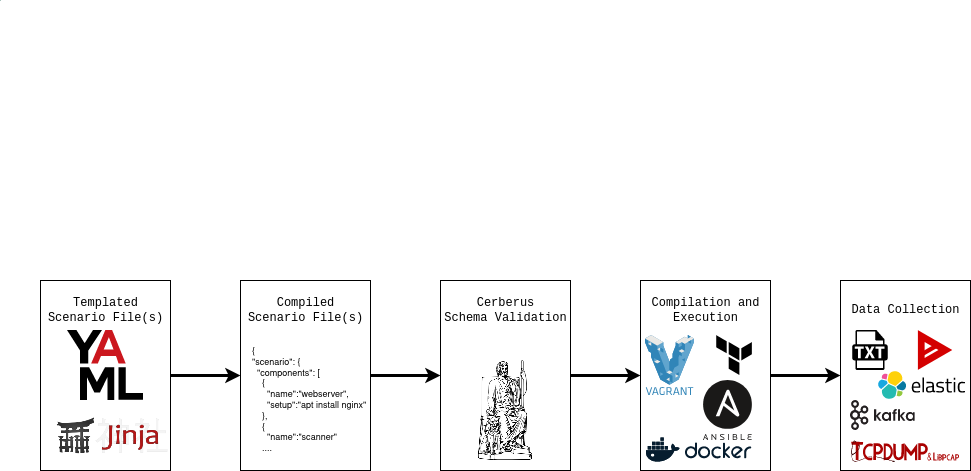 Templated
Scenario File(s)
YAML
Jinja
Compiled
Scenario File(s)
{
"scenario": {
"components": [
{
"name":"webserver",
"setup":"apt install nginx"
},
{
"name":"scanner"
....
Cerberus
Schema Validation
Compilation and
Execution
VAGRANT
ANSIBLE
docker
Data Collection
TXT
elastic
kafka
TCPDUMP & LIBPCAP